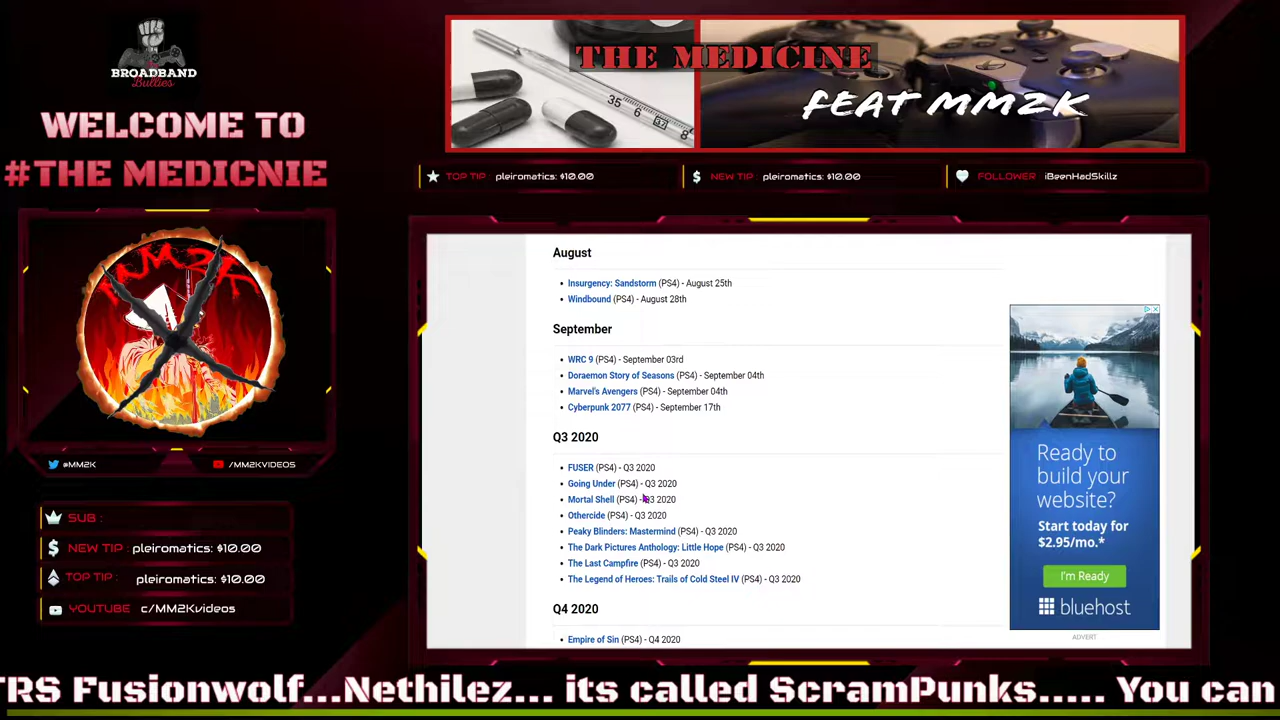 BROADBAND
Bullies
WELCOME TO
#THE MEDICNIE
THE MEDICINE
FEAT MM2K
35 6 37 8
TOP TIP pleiromatics: $10.00
NEW TIP pleiromatics: $10.00
FOLLOWER iBeenHadSkillz
MM2K
@MM2K
/MM2KVIDEOS
SUB :
NEW TIP : pleiromatics: $10.00
TOP TIP : pleiromatics: $10.00
YOUTUBE c/MM2Kvideos
August
• Insurgency: Sandstorm (PS4) - August 25th
• Windbound (PS4) - August 28th
September
• WRC 9 (PS4) - September 03rd
• Doraemon Story of Seasons (PS4) - September 04th
• Marvel's Avengers (PS4) - September 04th
• Cyberpunk 2077 (PS4) - September 17th
Q3 2020
• FUSER (PS4) - Q3 2020
• Going Under (PS4) - Q3 2020
• Mortal Shell (PS4) - Q3 2020
• Othercide (PS4) - Q3 2020
• Peaky Blinders: Mastermind (PS4) - Q3 2020
• The Dark Pictures Anthology: Little Hope (PS4) - Q3 2020
• The Last Campfire (PS4) - Q3 2020
• The Legend of Heroes: Trails of Cold Steel IV (PS4) - Q3 2020
Q4 2020
• Empire of Sin (PS4) - Q4 2020
Ready to
build your
website?
Start today for
$2.95/mo.*
I'm Ready
bluehost
ADVERT
TRS Fusionwolf...Nethilez... its called ScramPunks..... You can